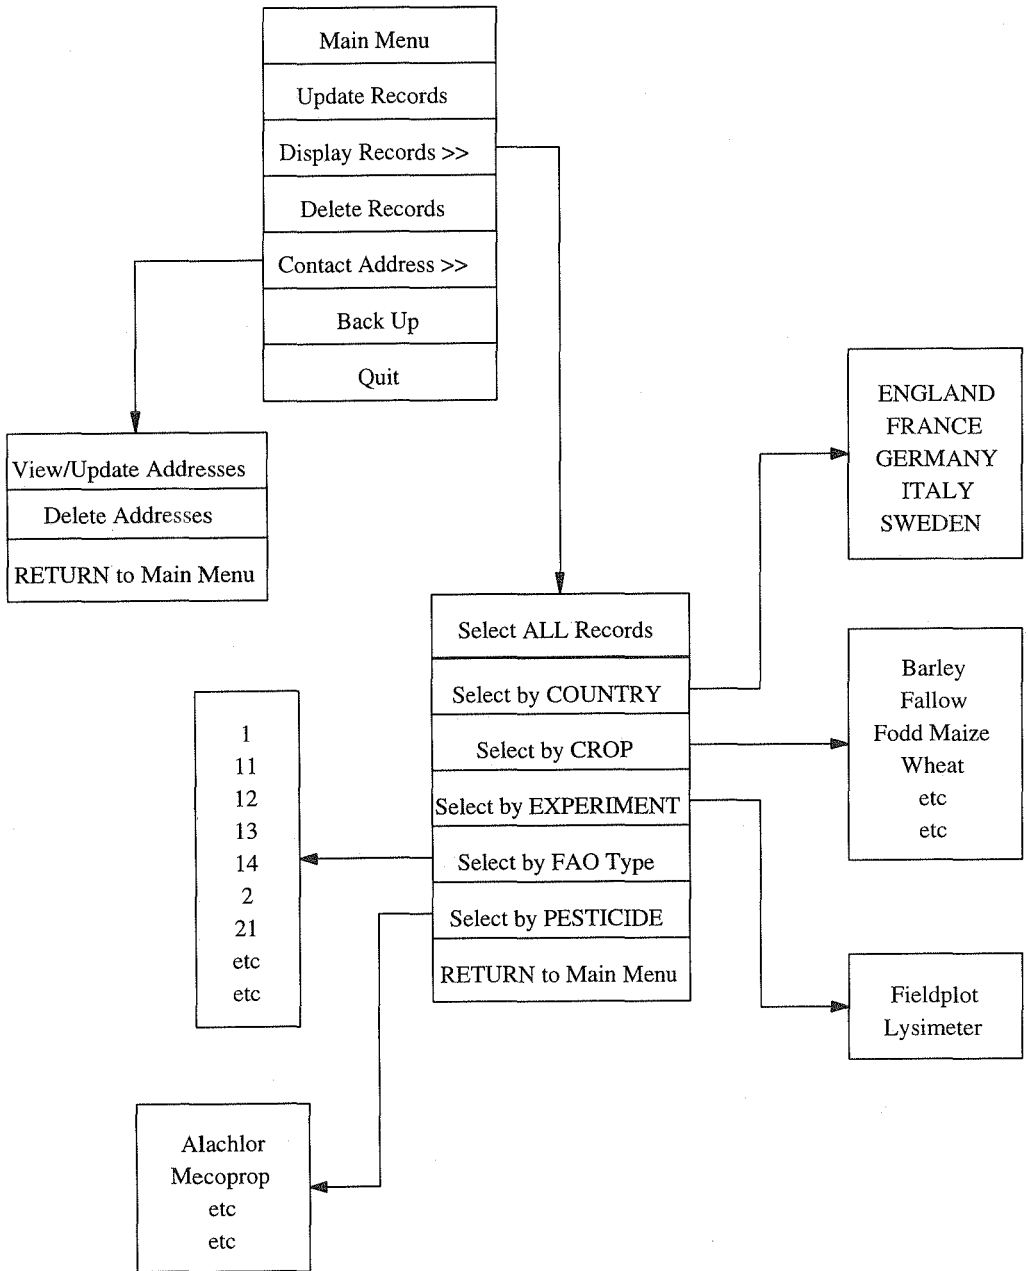 Main Menu
Update Records
Display Records >>
Delete Records
Contact Address >>
Back Up
Quit
View/Update Addresses
Delete Addresses
RETURN to Main Menu
Select ALL Records
Select by COUNTRY
Select by CROP
Select by EXPERIMENT
Select by FAO Type
Select by PESTICIDE
RETURN to Main Menu
ENGLAND
FRANCE
GERMANY
ITALY
SWEDEN
Barley
Fallow
Fodd Maize
Wheat
etc
etc
Fieldplot
Lysimeter
1
11
12
13
14
2
21
etc
etc
Alachlor
Mecoprop
etc
etc